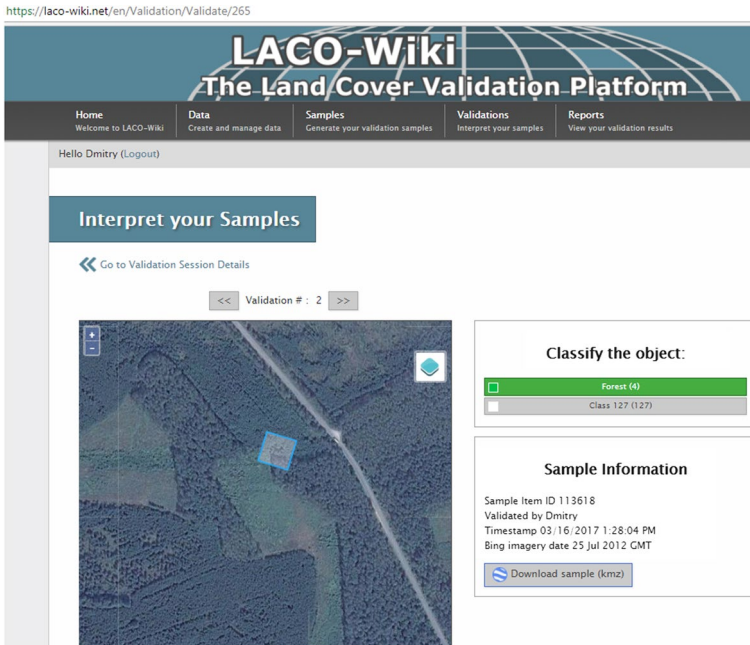 https://laco-wiki.net/en/Validation/Validate/265
LACO-Wiki
The Land Cover Validation Platform
Home
Welcome to LACO-Wiki
Data
Create and manage data
Samples
Generate your validation samples
Validations
Interpret your samples
Reports
View your validation results
Hello Dmitry (Logout)
Interpret your Samples
Go to Validation Session Details
<< Validation # : 2 >>
+
-
Classify the object:
Forest (4)
Class 127 (127)
Sample Information
Sample Item ID 113618
Validated by Dmitry
Timestamp 03/16/2017 1:28:04 PM
Bing imagery date 25 Jul 2012 GMT
Download sample (kmz)